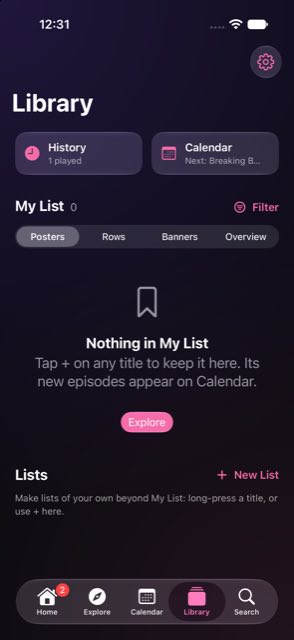 12:31
Library
History
1 played
Calendar
Next: Breaking B...
My List 0
Filter
Posters Rows Banners Overview
Nothing in My List
Tap + on any title to keep it here. Its
new episodes appear on Calendar.
Explore
Lists
+ New List
Make lists of your own beyond My List: long-press a title, or
use + here.
2
Home Explore Calendar Library Search